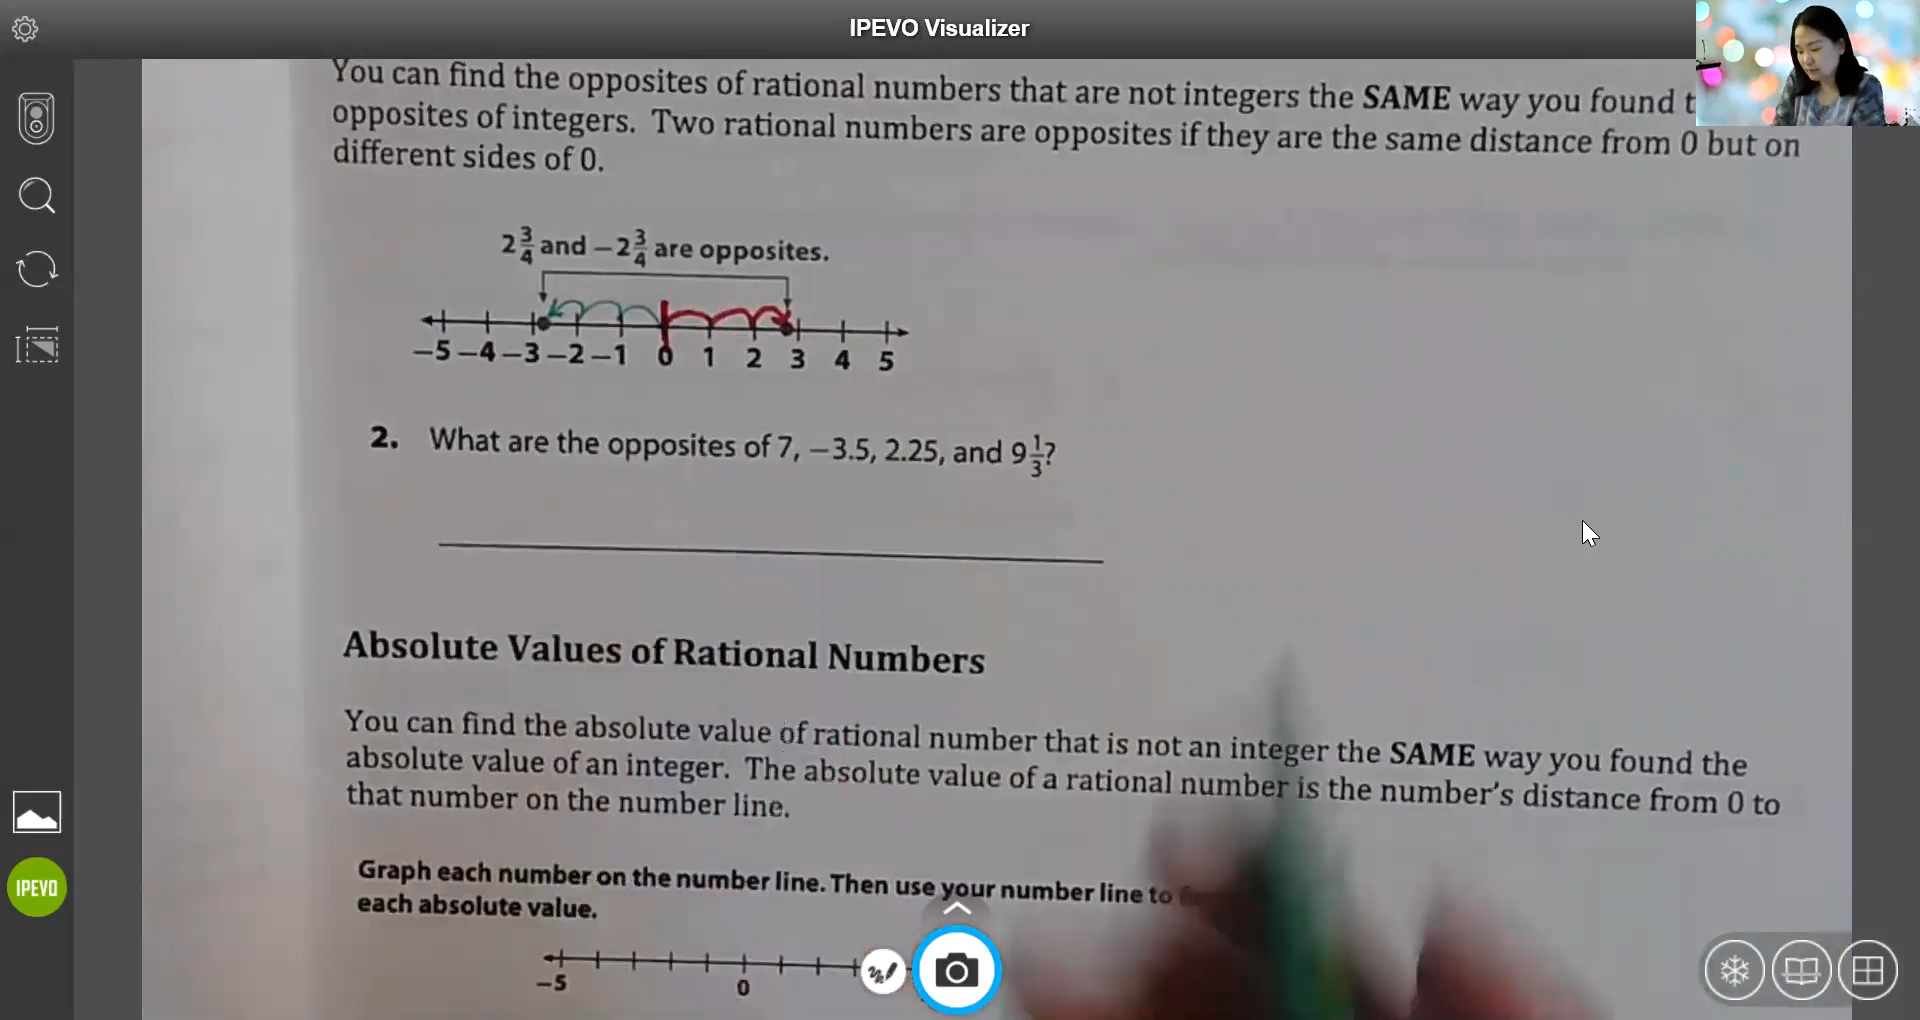 IPEVO Visualizer
You can find the opposites of rational numbers that are not integers the SAME way you found
opposites of integers. Two rational numbers are opposites if they are the same distance from 0 but on
different sides of 0.
2 3/4 and −2 3/4 are opposites.
−5 −4 −3 −2 −1 0 1 2 3 4 5
2. What are the opposites of 7, −3.5, 2.25, and 9 1/3?
Absolute Values of Rational Numbers
You can find the absolute value of rational number that is not an integer the SAME way you found the
absolute value of an integer. The absolute value of a rational number is the number's distance from 0 to
that number on the number line.
Graph each number on the number line. Then use your number line to
each absolute value.
−5 0
IPEVO